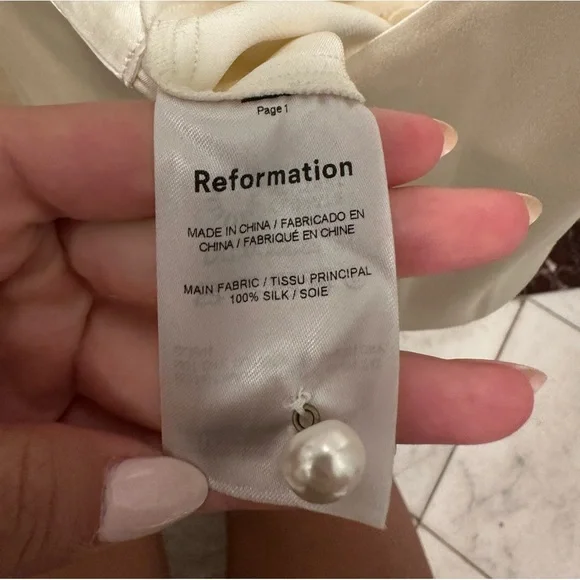 Page 1
Reformation
MADE IN CHINA / FABRICADO EN
CHINA / FABRIQUÉ EN CHINE
MAIN FABRIC / TISSU PRINCIPAL
100% SILK / SOIE